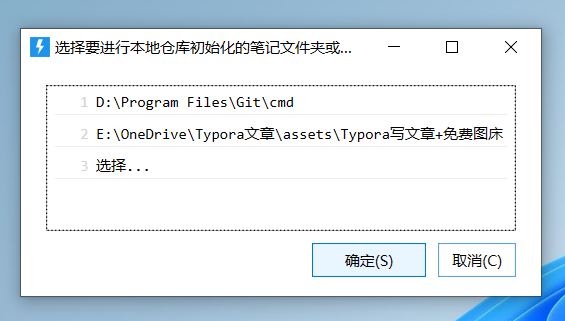 选择要进行本地仓库初始化的笔记文件夹或...
1 D:\Program Files\Git\cmd
2 E:\OneDrive\Typora文章\assets\Typora写文章+免费图床
3 选择...
确定(S) 取消(C)